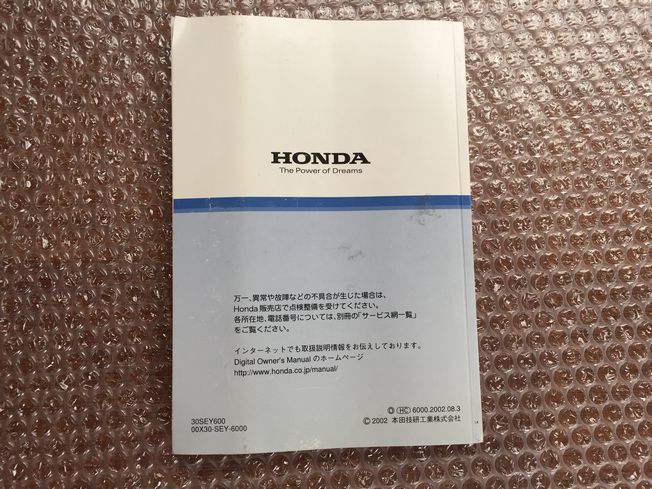 HONDA
The Power of Dreams
万一、異常や故障などの不具合が生じた場合は、
Honda 販売店で点検整備を受けてください。
各所在地、電話番号については、別冊の「サービス網一覧」
をご覧ください。
インターネットでも取扱説明情報をお伝えしております。
Digital Owner's Manual のホームページ
http://www.honda.co.jp/manual/
30SEY600
00X30-SEY-6000
Ⓞ HC 6000.2002.08.3
Ⓒ 2002 本田技研工業株式会社